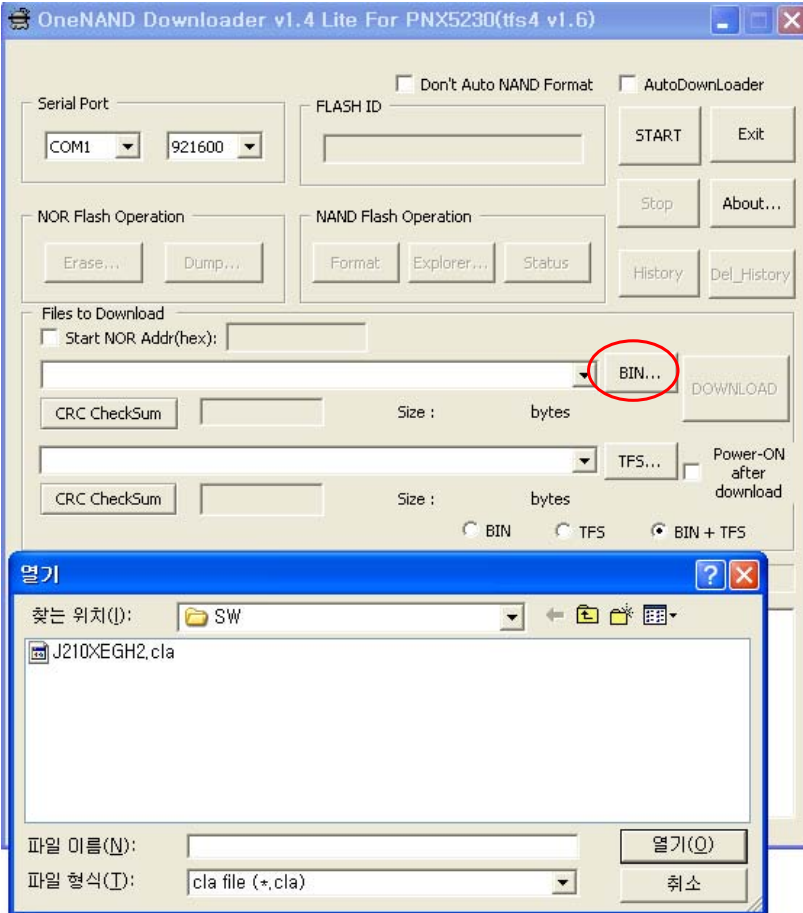 OneNAND Downloader v1.4 Lite For PNX5230(tfs4 v1.6)
Don't Auto NAND Format
AutoDownLoader
Serial Port
COM1
921600
FLASH ID
START
Exit
Stop
About...
NOR Flash Operation
Erase...
Dump...
NAND Flash Operation
Format
Explorer...
Status
History
Del_History
Files to Download
Start NOR Addr(hex):
BIN...
DOWNLOAD
CRC CheckSum
Size :
bytes
TFS...
Power-ON
after
download
CRC CheckSum
Size :
bytes
BIN
TFS
BIN + TFS
열기
찾는 위치(I):
SW
J210XEGH2.cla
파일 이름(N):
열기(O)
파일 형식(T):
cla file (*.cla)
취소